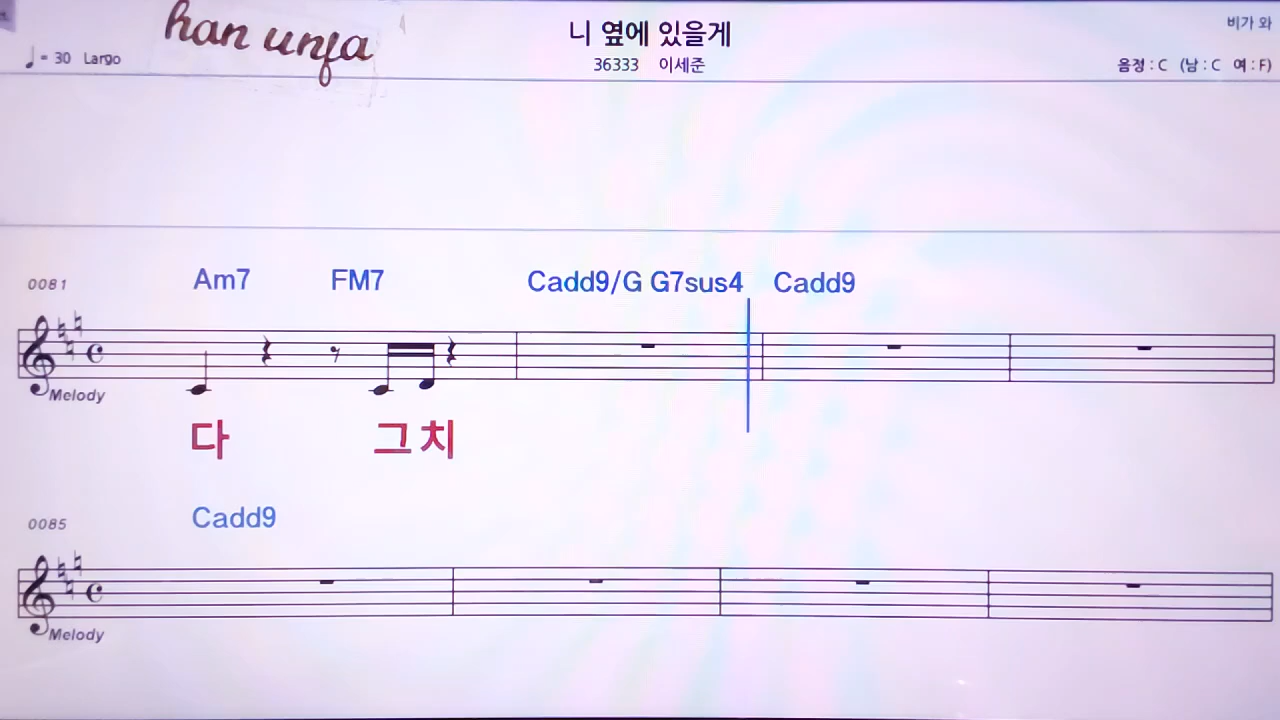 han unfa
니 옆에 있을게
비가 와
♩ = 30 Largo
36333 이세준
음정 : C (남 : C 여 : F)
0081 Am7 FM7 Cadd9/G G7sus4 Cadd9
Melody
다 그치
0085 Cadd9
Melody